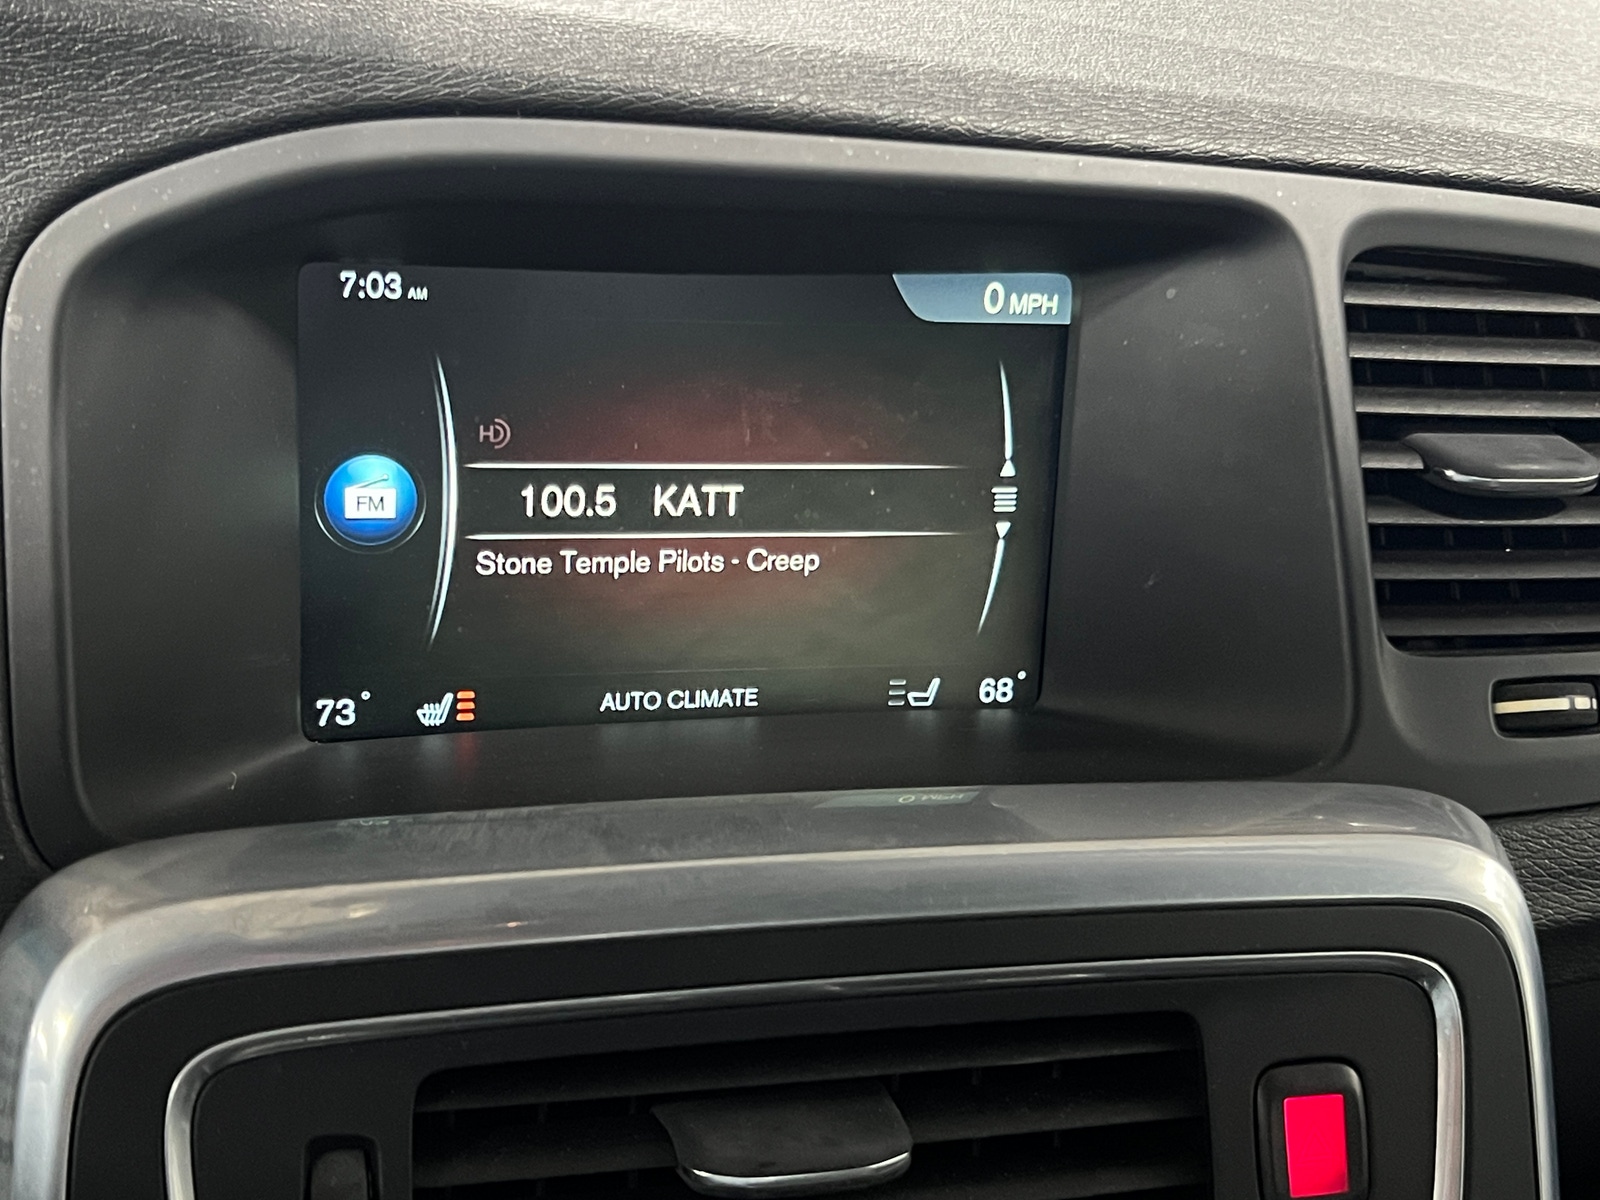 7:03 AM
0 MPH
HD
FM
100.5 KATT
Stone Temple Pilots - Creep
73°
AUTO CLIMATE
68°